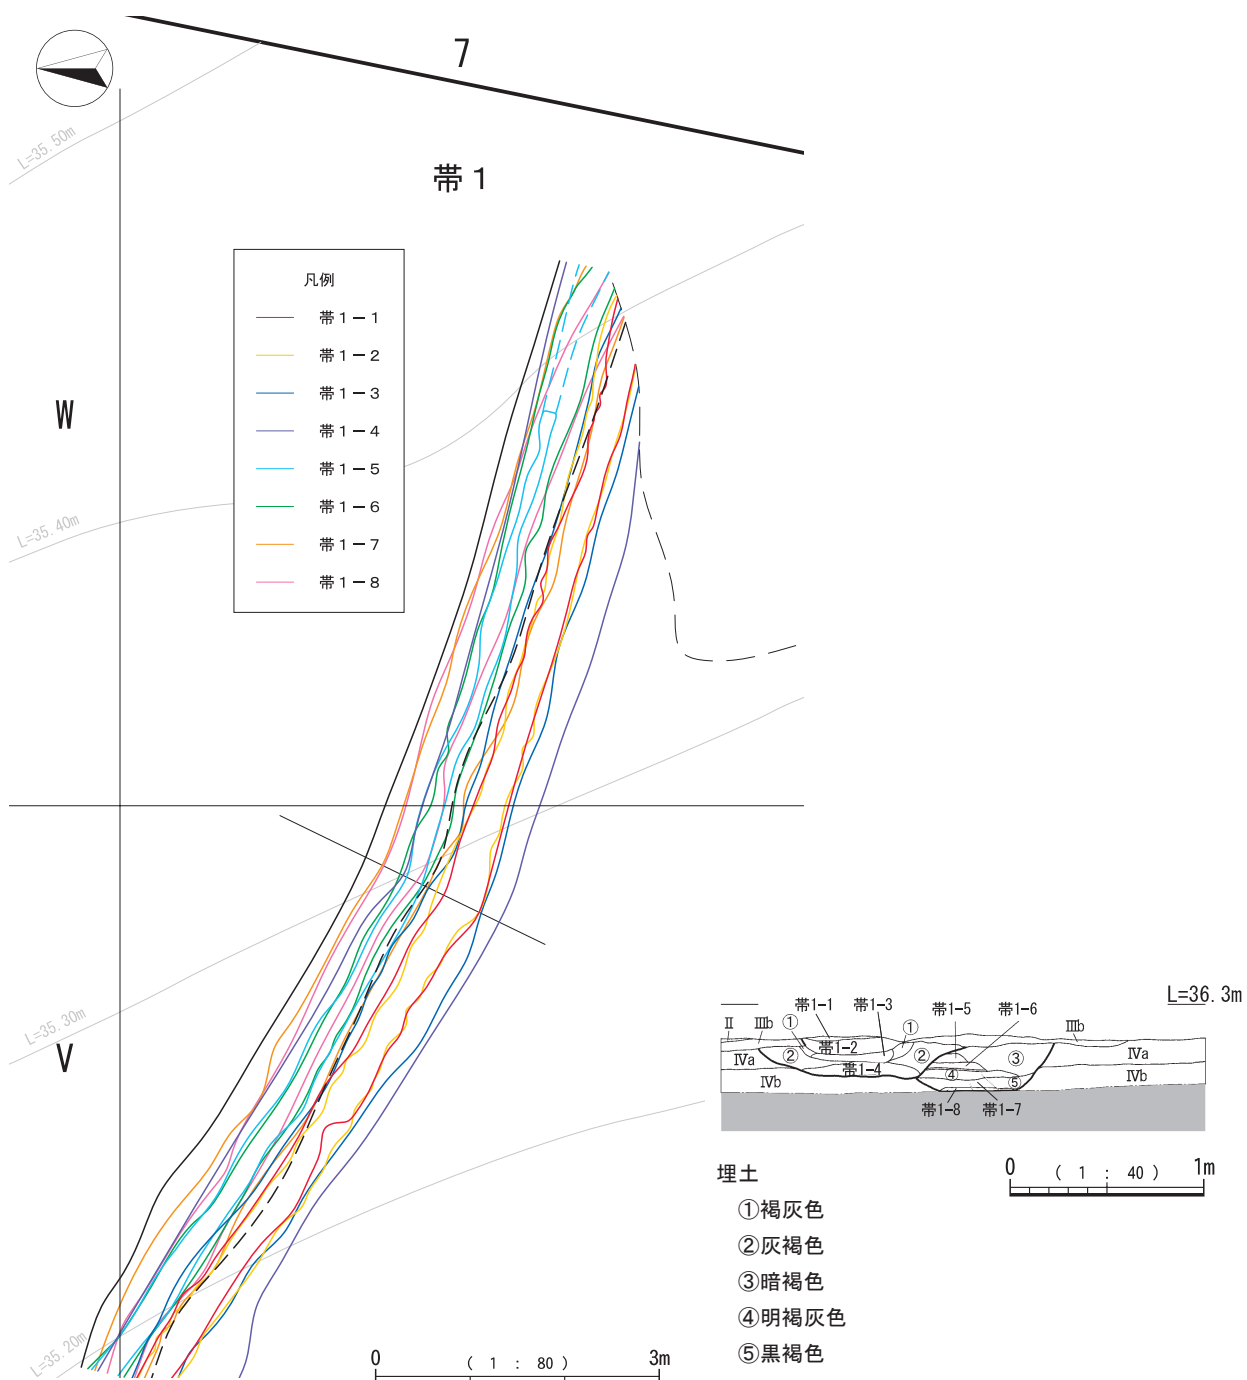 7
L=35.50m
帯1
凡例
帯1-1
帯1-2
帯1-3
帯1-4
帯1-5
帯1-6
帯1-7
帯1-8
W
L=35.40m
L=35.30m
V
L=35.20m
0 (1:80) 3m
L=36.3m
帯1-1 帯1-3 帯1-5 帯1-6
Ⅱ Ⅲb ① ① Ⅲb
帯1-2
Ⅳa ② ② ③ Ⅳa
帯1-4 ④
Ⅳb ⑤ Ⅳb
帯1-8 帯1-7
0 (1:40) 1m
埋土
①褐灰色
②灰褐色
③暗褐色
④明褐灰色
⑤黒褐色